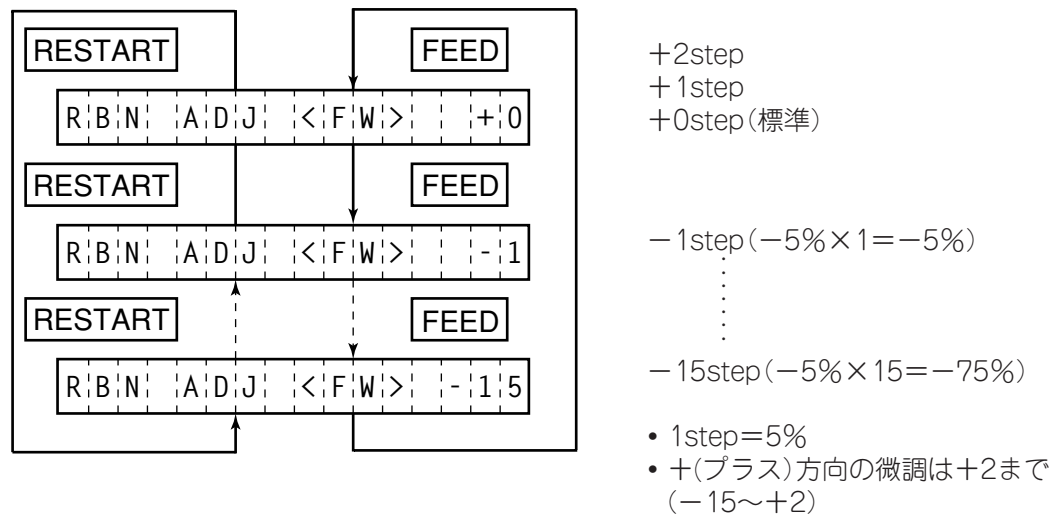 RESTART FEED
RBN ADJ <FW> +0
RESTART FEED
RBN ADJ <FW> -1
RESTART FEED
RBN ADJ <FW> -15
+2step
+1step
+0step(標準)
-1step(-5%×1=-5%)
-15step(-5%×15=-75%)
• 1step=5%
• +(プラス)方向の微調は+2まで
(-15~+2)